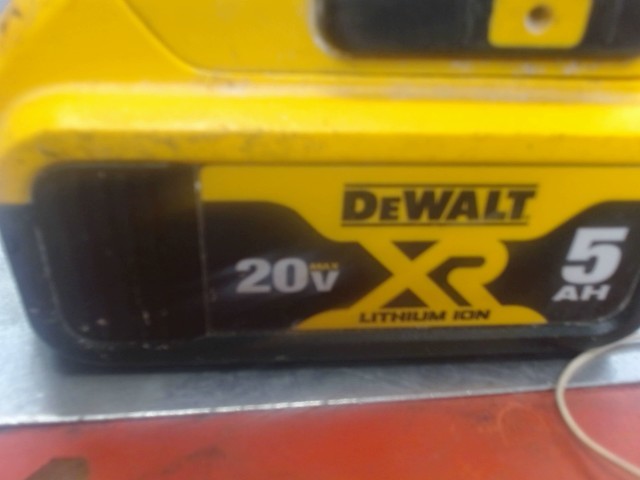 DEWALT
20V MAX
XR
LITHIUM ION
5
AH